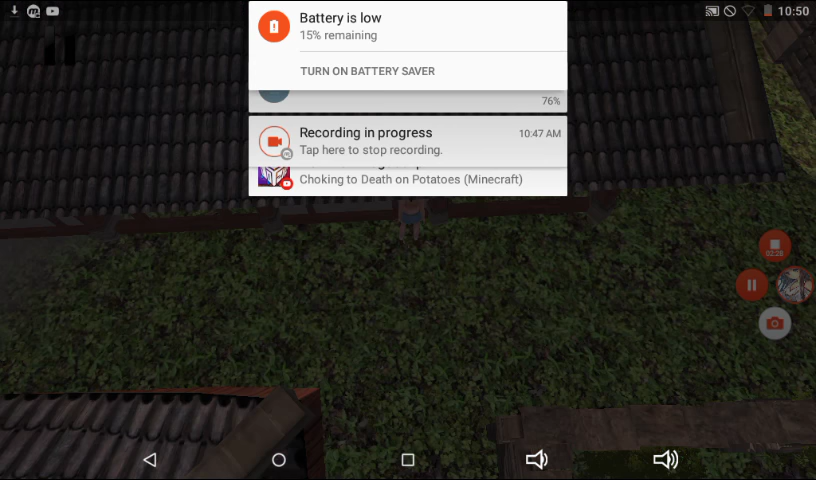 10:50
Battery is low
15% remaining
TURN ON BATTERY SAVER
76%
Recording in progress
10:47 AM
Tap here to stop recording.
Choking to Death on Potatoes (Minecraft)